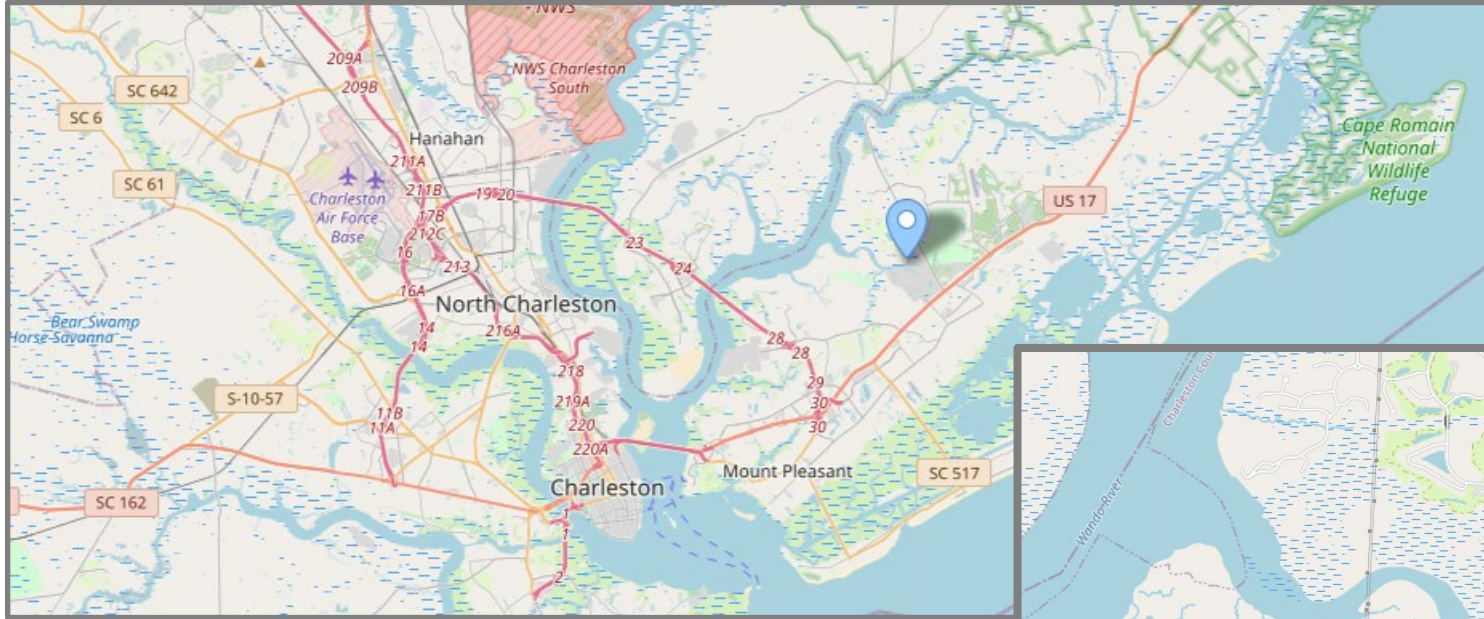 - NWS
NWS Charleston
South
209A
209B
SC 642
SC 6
Hanahan
211A
SC 61
211B
19-20
Charleston
Air Force
Base
17B
212C
16
213
23
24
US 17
Cape Romain
National
Wildlife
Refuge
16A
North Charleston
14
14
216A
Bear Swamp
Horse Savanna
28
28
218
29
S-10-57
11B
11A
219A
30
30
220
220A
Mount Pleasant
SC 517
SC 162
Charleston
1
1
2
Charleston Cou
Wando River